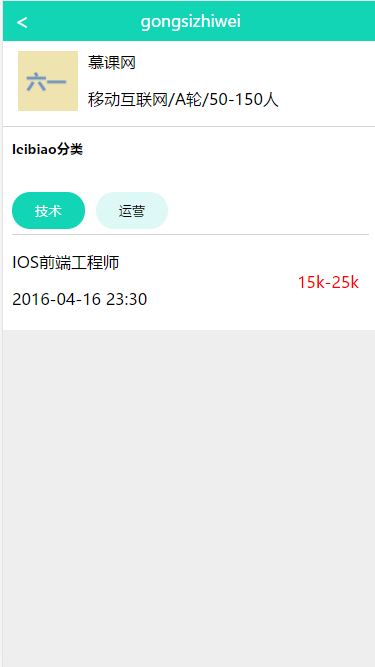 < gongsizhiwei
六一
慕课网
移动互联网/A轮/50-150人
leibiao分类
技术 运营
IOS前端工程师
15k-25k
2016-04-16 23:30